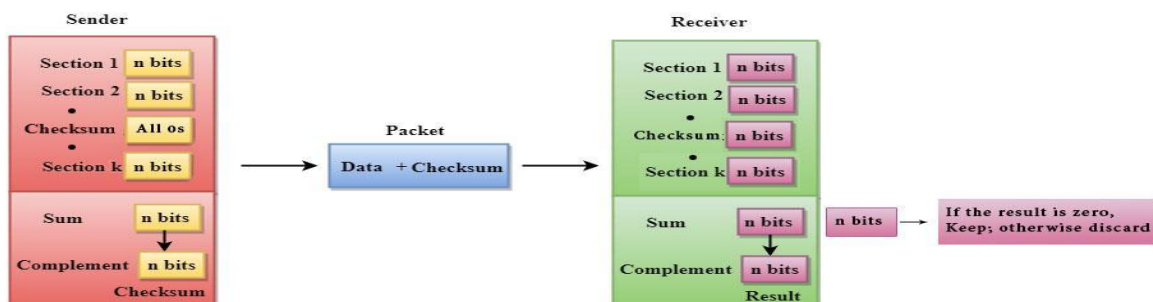 Sender
Section 1 n bits
Section 2 n bits
Checksum All 0s
Section k n bits
Sum n bits
Complement n bits
Checksum
Packet
Data + Checksum
Receiver
Section 1 n bits
Section 2 n bits
Checksum: n bits
Section k n bits
Sum n bits
Complement n bits
Result
n bits
If the result is zero,
Keep; otherwise discard